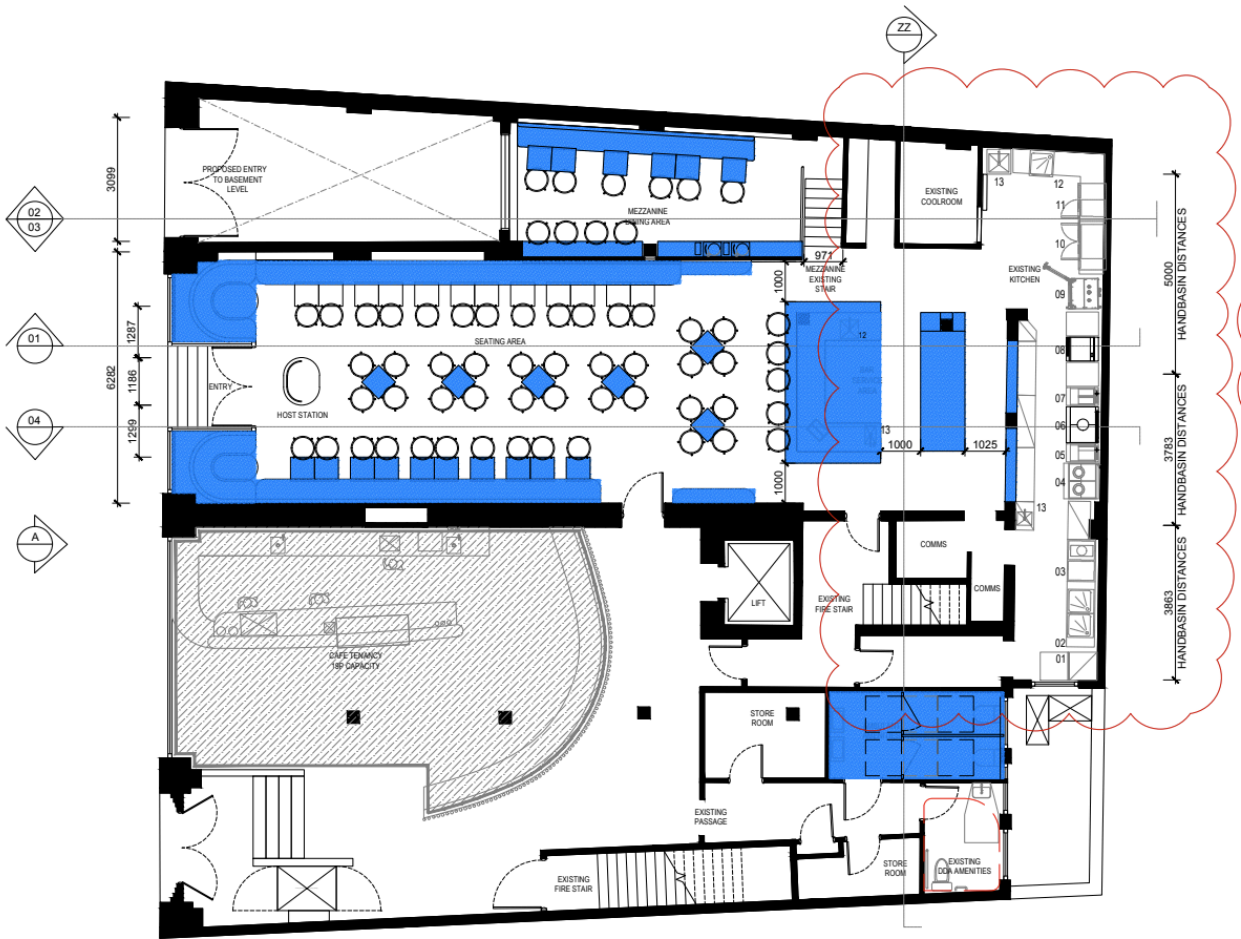 ZZ
PROPOSED ENTRY
TO BASEMENT
LEVEL
3099
02
03
MEZZANINE
DINING AREA
EXISTING
COOLROOM
13
12
11
10
09
08
07
06
05
04
13
03
02
01
971
MEZZANINE
EXISTING
STAIR
EXISTING
KITCHEN
5000
HANDBASIN DISTANCES
3783
HANDBASIN DISTANCES
3863
HANDBASIN DISTANCES
1000
01
1287
6282
1186
1299
SEATING AREA
ENTRY
HOST STATION
12
BAR
SERVICE
AREA
13
1000
1025
1000
04
A
COMMS
COMMS
LIFT
EXISTING
FIRE STAIR
CAFE TENANCY
19P CAPACITY
STORE
ROOM
EXISTING
PASSAGE
STORE
ROOM
EXISTING
DDA AMENITIES
EXISTING
FIRE STAIR